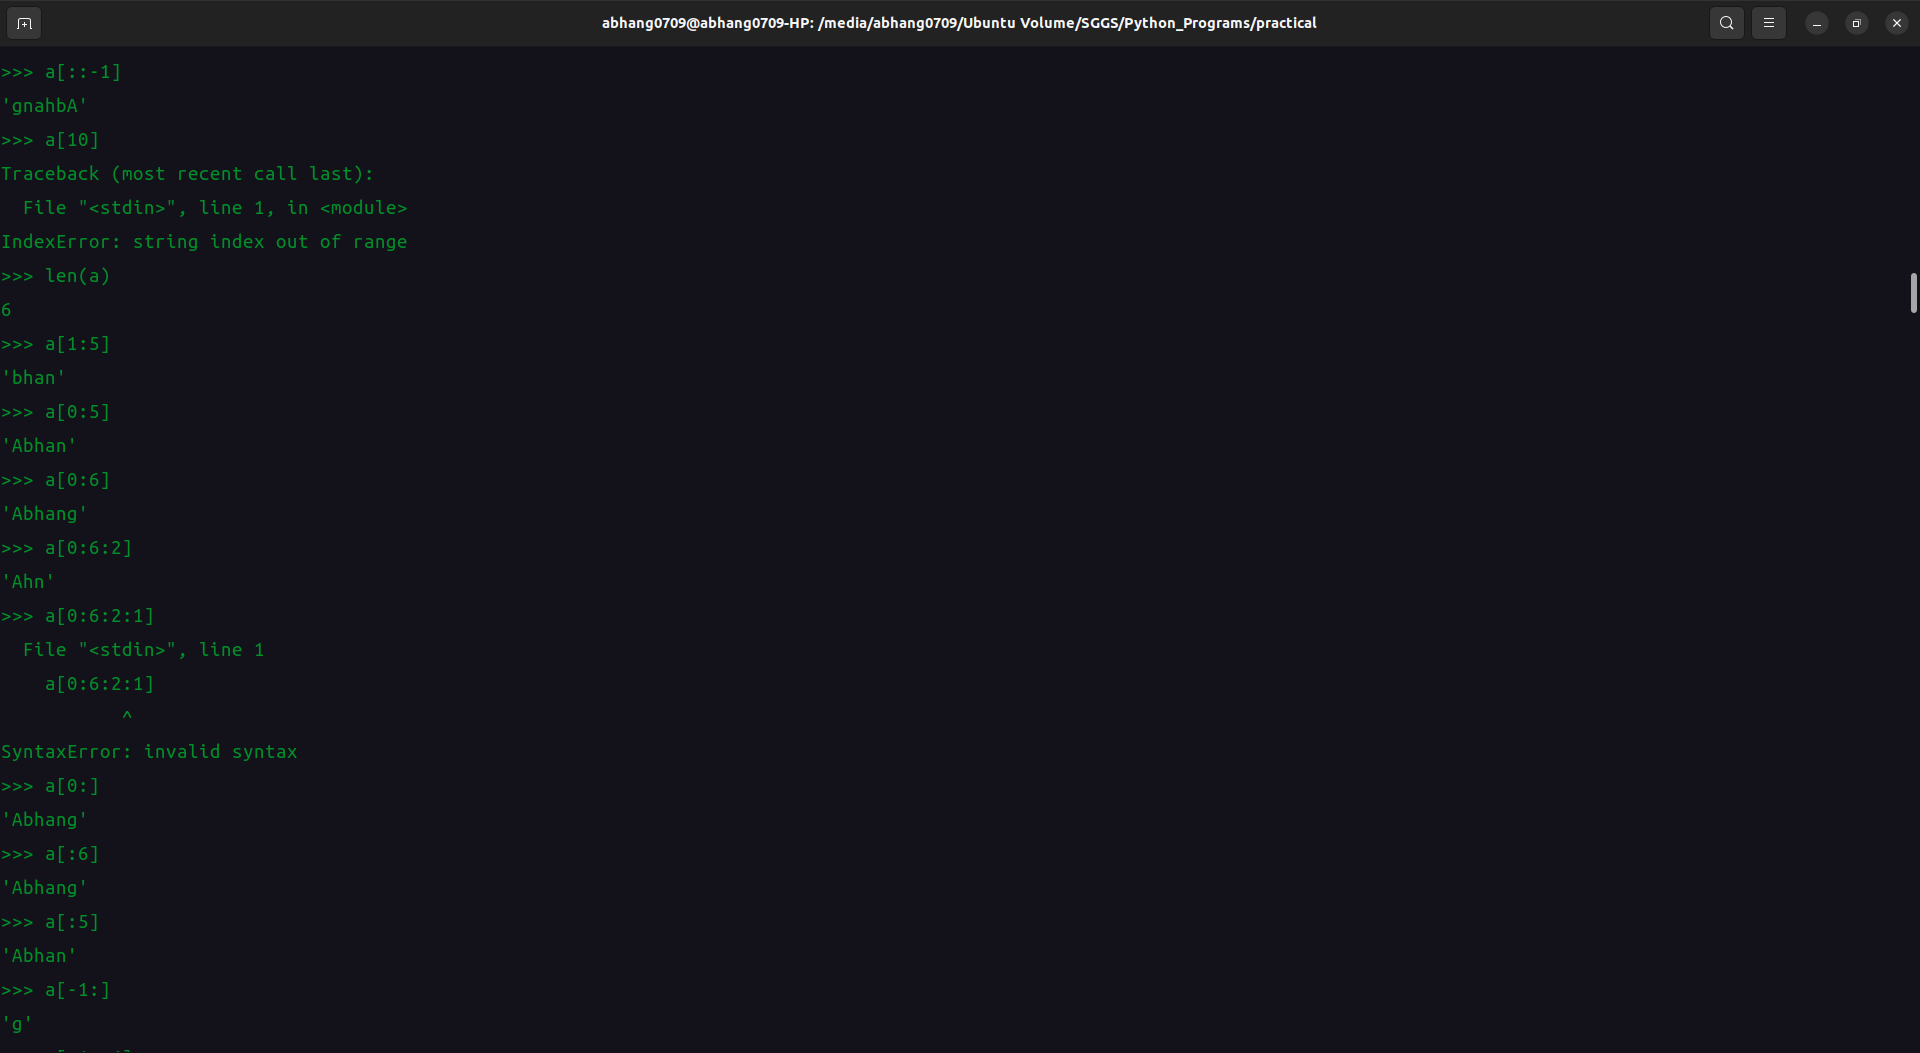 abhang0709@abhang0709-HP: /media/abhang0709/Ubuntu Volume/SGGS/Python_Programs/practical
>>> a[::-1]
'gnahbA'
>>> a[10]
Traceback (most recent call last):
  File "<stdin>", line 1, in <module>
IndexError: string index out of range
>>> len(a)
6
>>> a[1:5]
'bhan'
>>> a[0:5]
'Abhan'
>>> a[0:6]
'Abhang'
>>> a[0:6:2]
'Ahn'
>>> a[0:6:2:1]
  File "<stdin>", line 1
    a[0:6:2:1]
           ^
SyntaxError: invalid syntax
>>> a[0:]
'Abhang'
>>> a[:6]
'Abhang'
>>> a[:5]
'Abhan'
>>> a[-1:]
'g'